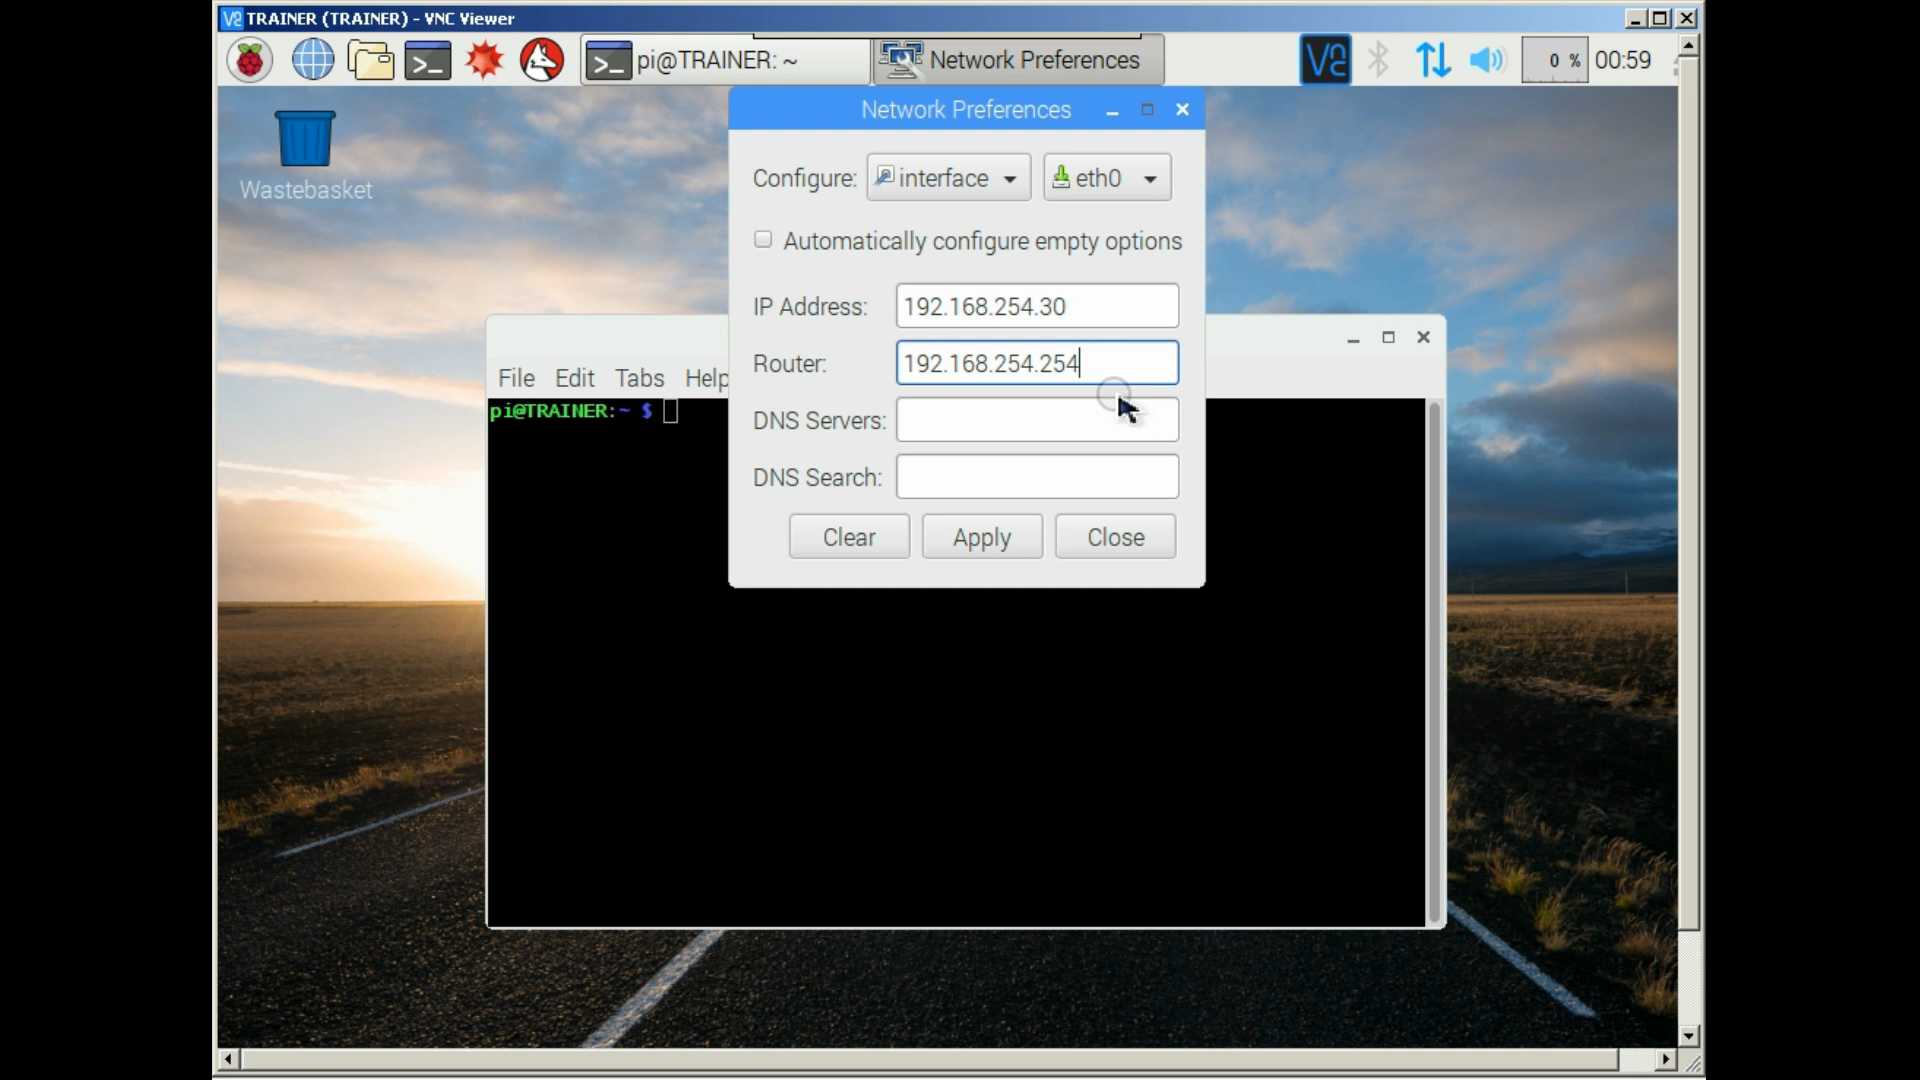 TRAINER (TRAINER) - VNC Viewer
pi@TRAINER: ~
Network Preferences
0 %
00:59
Wastebasket
Network Preferences
Configure: interface eth0
Automatically configure empty options
IP Address: 192.168.254.30
Router: 192.168.254.254
DNS Servers:
DNS Search:
Clear Apply Close
File Edit Tabs Help
pi@TRAINER:~ $